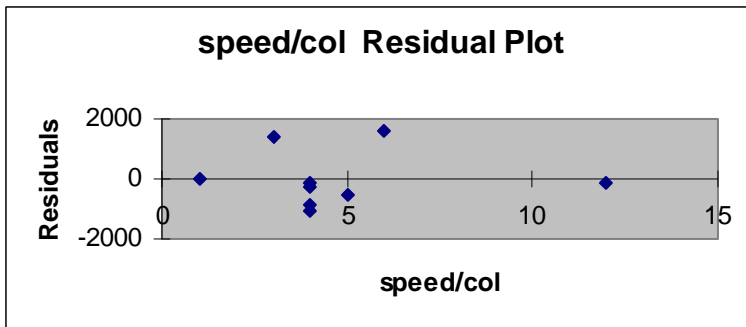 speed/col Residual Plot
Residuals
2000
0
-2000
0 5 10 15
speed/col